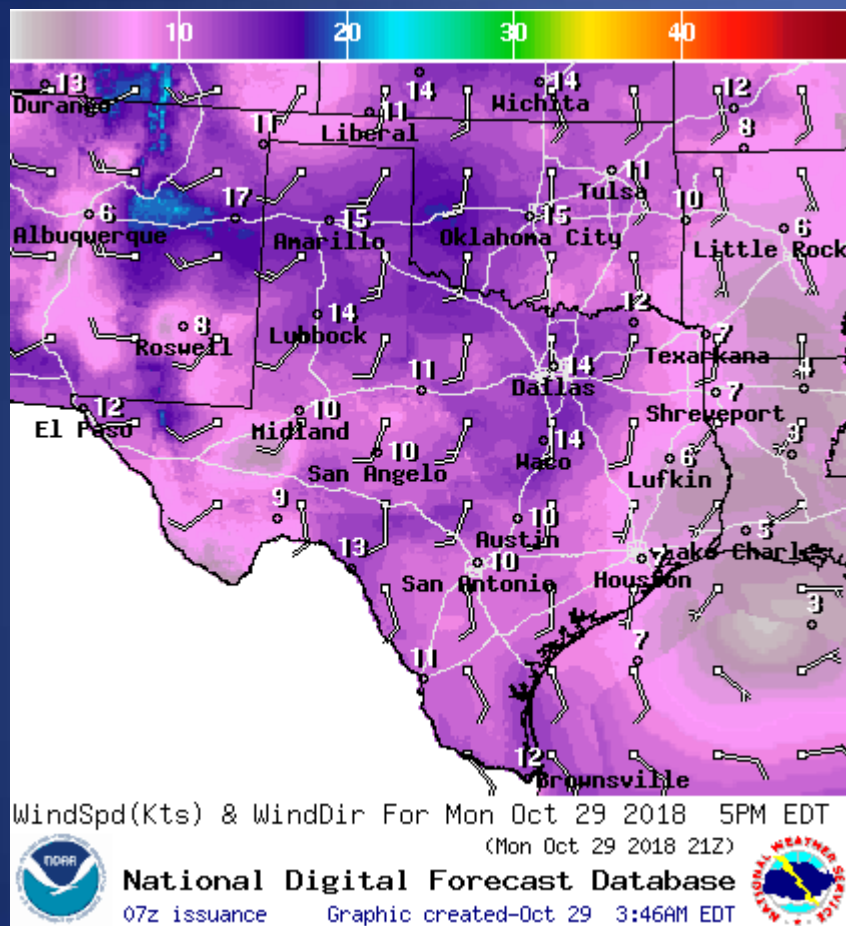 10 20 30 40
13 14 14 12
Durango Wichita
11 Liberal
11 8
11
Tulsa
6 17 15 15 10 6
Albuquerque Amarillo Oklahoma City Little Rock
8 14 12 7
Roswell Lubbock Texarkana
11 14 4
Dallas 7
12 10 Shreveport
El Paso Midland
10 14 3
San Angelo Waco 6
Lufkin
9 10 5
Austin
13 10 7 Lake Charles
San Antonio Houston
3
11 7
12
Brownsville
WindSpd(Kts) & WindDir For Mon Oct 29 2018 5PM EDT
(Mon Oct 29 2018 21Z)
National Digital Forecast Database
07z issuance Graphic created-Oct 29 3:46AM EDT
NOAA
NATIONAL WEATHER SERVICE